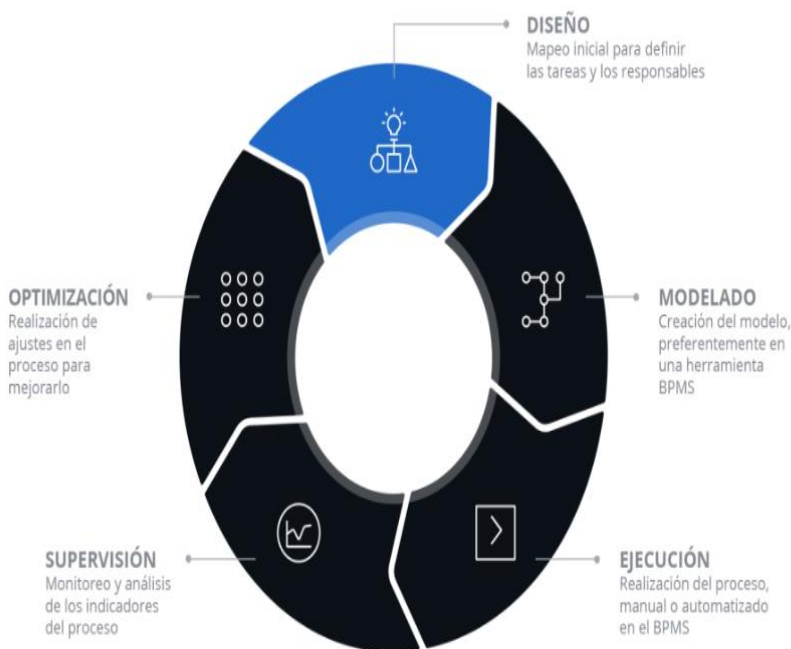 DISEÑO
Mapeo inicial para definir
las tareas y los responsables
OPTIMIZACIÓN
Realización de
ajustes en el
proceso para
mejorarlo
MODELADO
Creación del modelo,
preferentemente en
una herramienta
BPMS
SUPERVISIÓN
Monitoreo y análisis
de los indicadores
del proceso
EJECUCIÓN
Realización del proceso,
manual o automatizado
en el BPMS